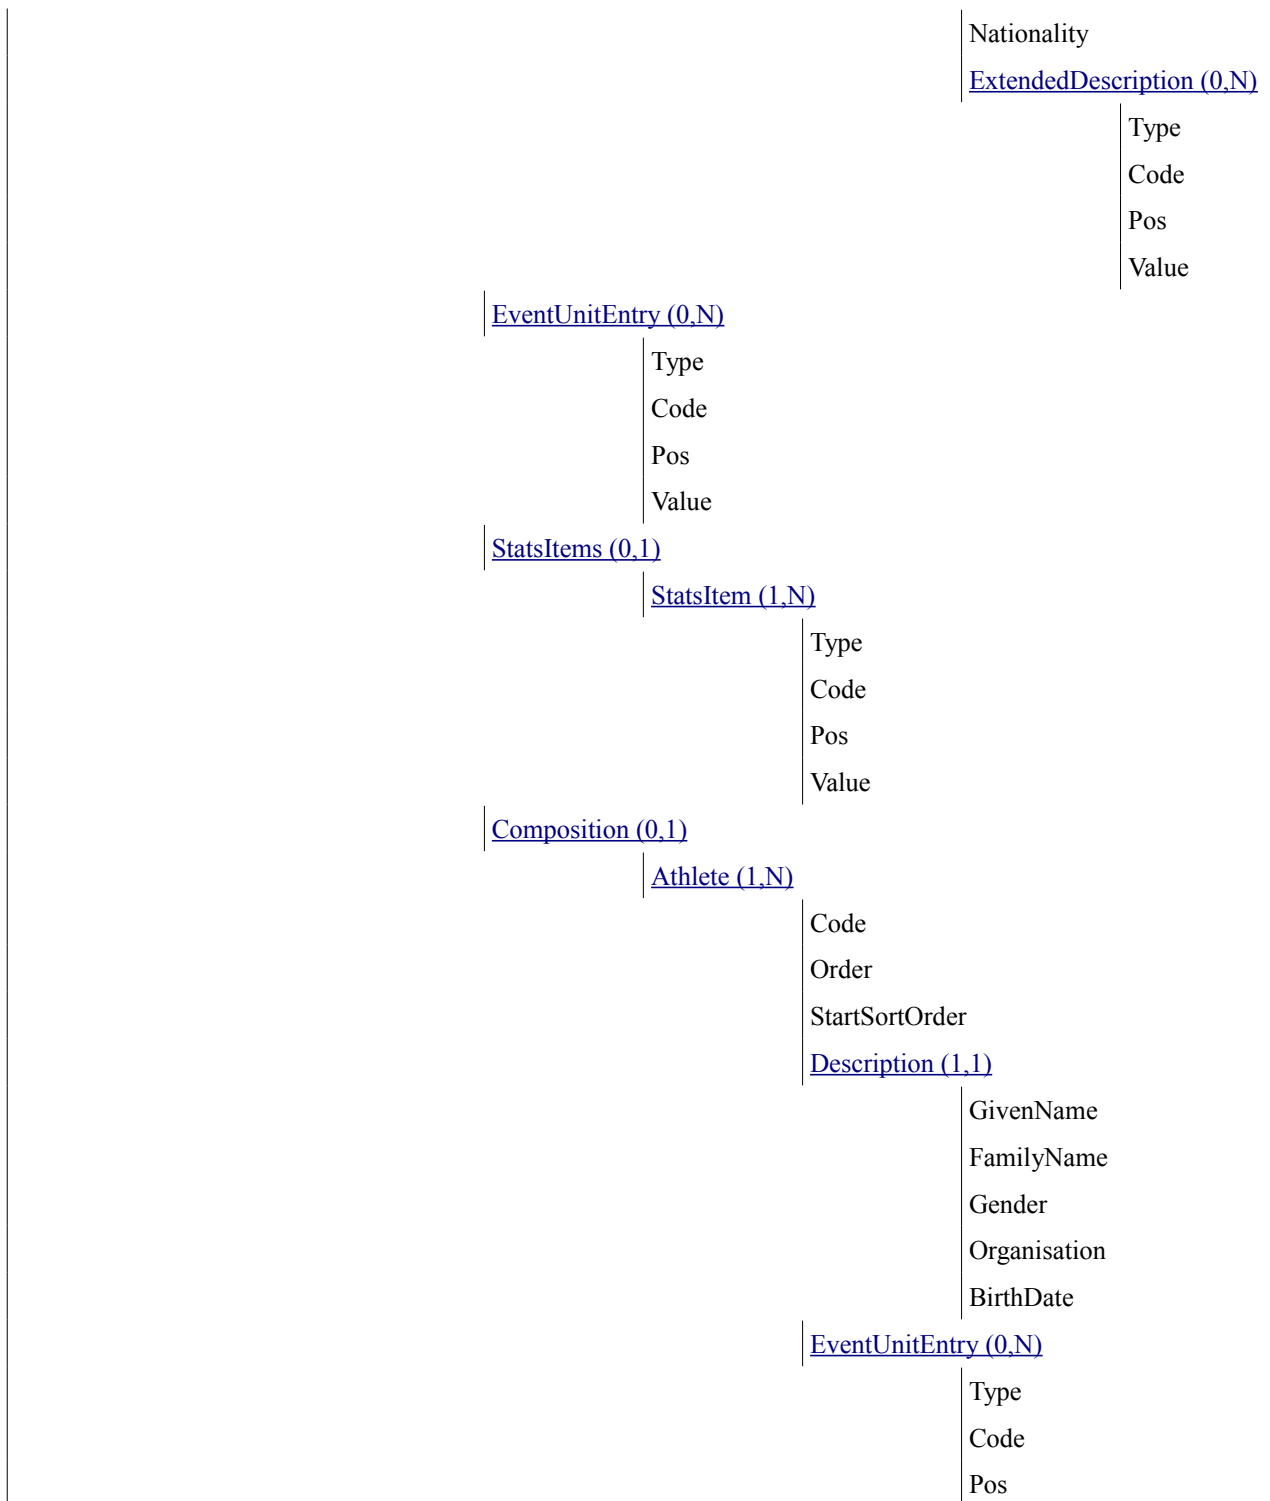 Nationality
ExtendedDescription (0,N)
Type
Code
Pos
Value
EventUnitEntry (0,N)
Type
Code
Pos
Value
StatsItems (0,1)
StatsItem (1,N)
Type
Code
Pos
Value
Composition (0,1)
Athlete (1,N)
Code
Order
StartSortOrder
Description (1,1)
GivenName
FamilyName
Gender
Organisation
BirthDate
EventUnitEntry (0,N)
Type
Code
Pos